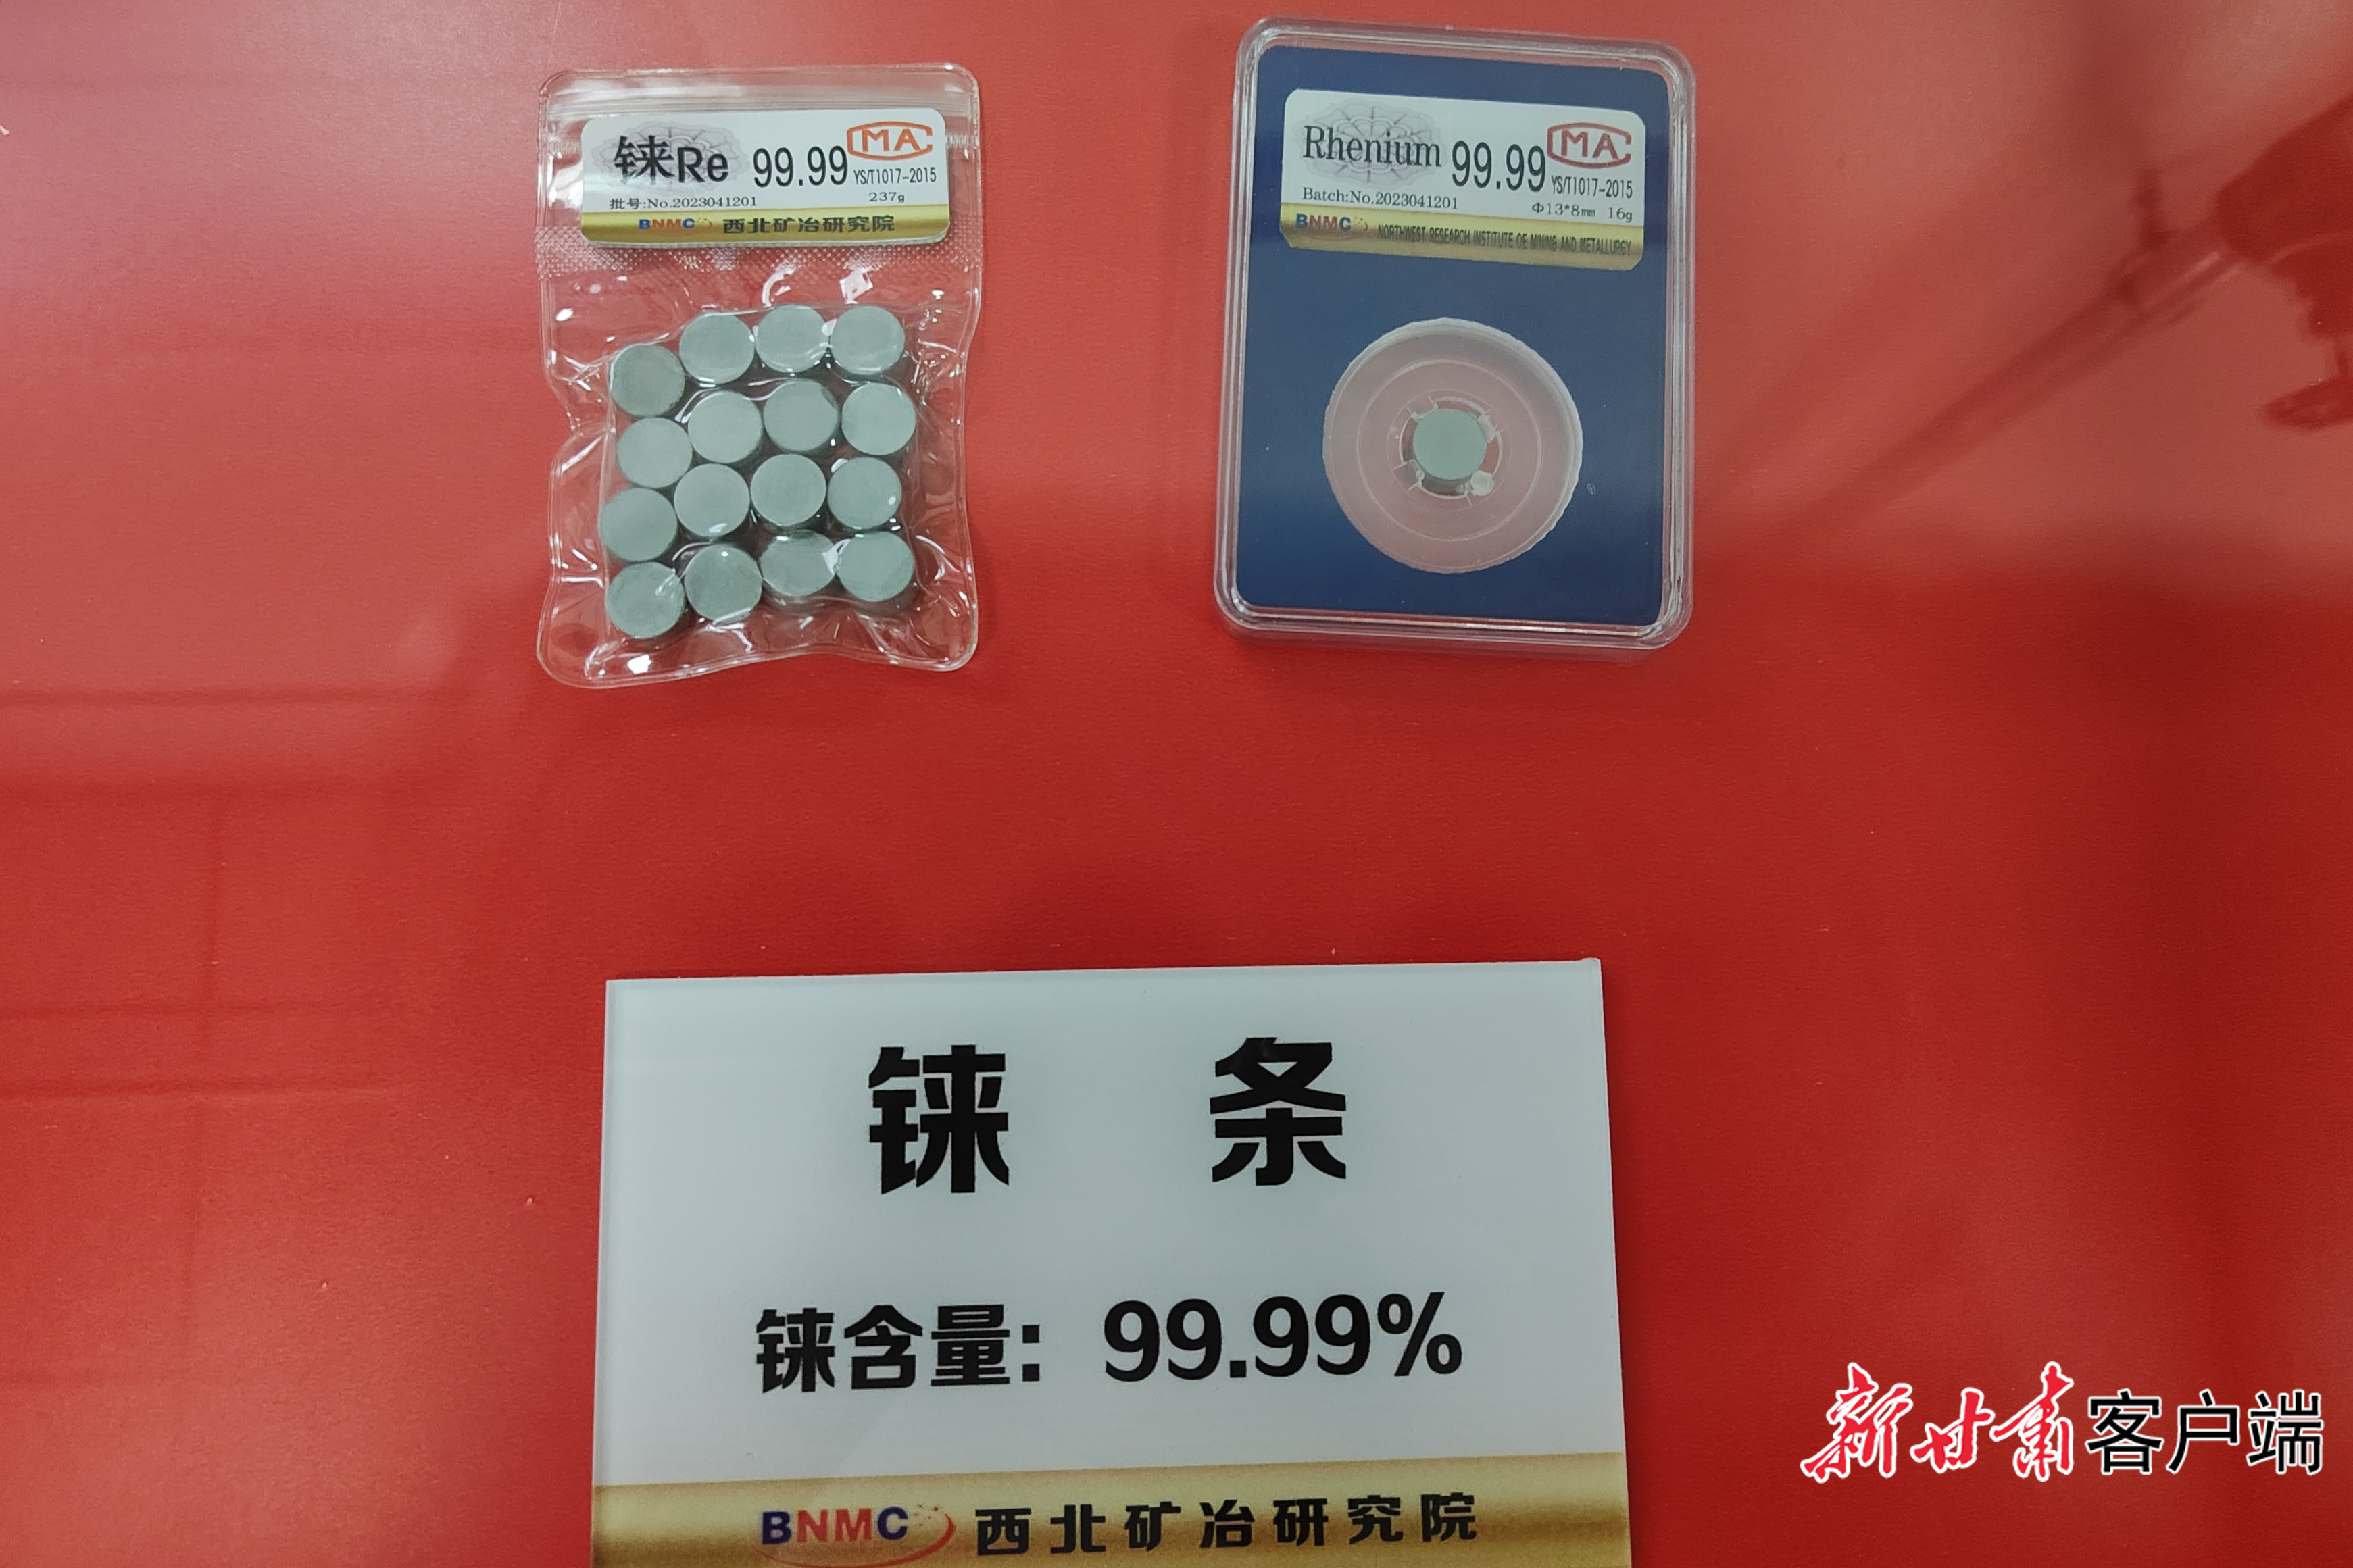 铼Re 99.99 CMA
YS/T1017-2015
批号:No.2023041201 237g
BNMC 西北矿冶研究院
Rhenium 99.99 CMA
YS/T1017-2015
Batch:No.2023041201 Φ13*8mm 16g
BNMC NORTHWEST RESEARCH INSTITUTE OF MINING AND METALLURGY
铼 条
铼含量: 99.99%
BNMC 西北矿冶研究院
新甘肃客户端